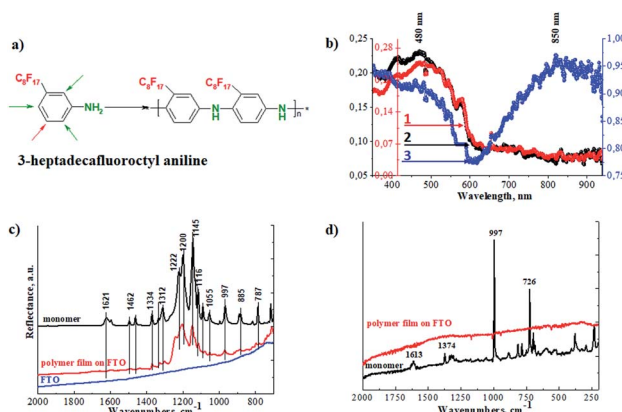 a)
C₈F₁₇
NH₂
C₈F₁₇
C₈F₁₇
NH
N
H
n
3-heptadecafluoroctyl aniline
b)
480 nm
850 nm
0,25
0,20
0,15
0,10
0,05
0,28
0,21
0,14
0,07
0,00
1,00
0,95
0,90
0,85
0,80
0,75
1
2
3
400 500 600 700 800 900
Wavelength, nm
c)
Reflectance, a.u.
1621
1462
1334
1312
1222
1200
1145
1116
1055
997
885
787
monomer
polymer film on FTO
FTO
2000 1800 1600 1400 1200 1000 800
Wavenumbers, cm⁻¹
d)
997
726
polymer film on FTO
monomer
1613
1374
2000 1750 1500 1250 1000 750 500 250
Wavenumbers, cm⁻¹